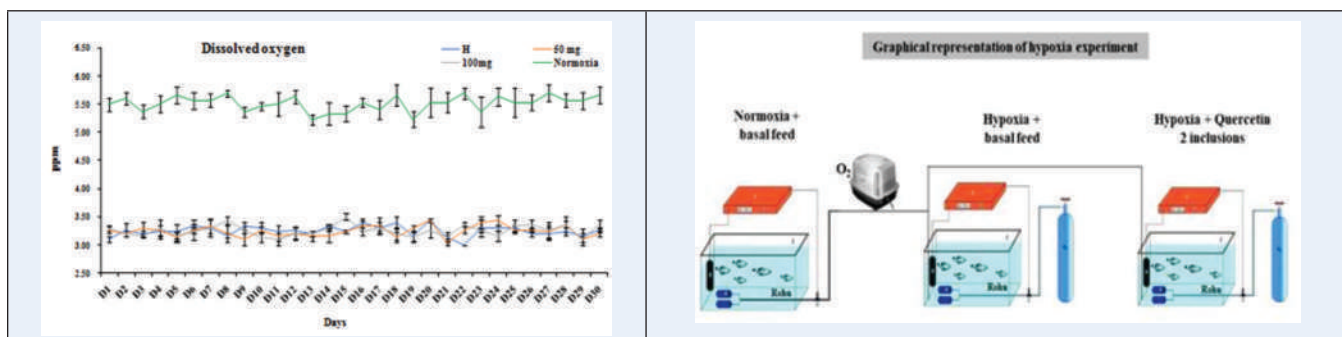 Dissolved oxygen
H
50 mg
100mg
Normoxia
6.50
6.00
5.50
5.00
4.50
4.00
3.50
3.00
2.50
ppm
D1
D2
D3
D4
D5
D6
D7
D8
D9
D10
D11
D12
D13
D14
D15
D16
D17
D18
D19
D20
D21
D22
D23
D24
D25
D26
D27
D28
D29
D30
Days
Graphical representation of hypoxia experiment
Normoxia +
basal feed
Hypoxia +
basal feed
Hypoxia + Quercetin
2 inclusions
O2
Rohu
Rohu
Rohu